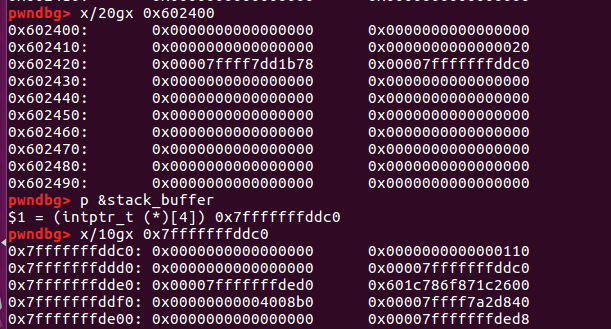 pwndbg> x/20gx 0x602400
0x602400: 0x0000000000000000 0x0000000000000000
0x602410: 0x0000000000000000 0x0000000000000020
0x602420: 0x00007ffff7dd1b78 0x00007fffffffddc0
0x602430: 0x0000000000000000 0x0000000000000000
0x602440: 0x0000000000000000 0x0000000000000000
0x602450: 0x0000000000000000 0x0000000000000000
0x602460: 0x0000000000000000 0x0000000000000000
0x602470: 0x0000000000000000 0x0000000000000000
0x602480: 0x0000000000000000 0x0000000000000000
0x602490: 0x0000000000000000 0x0000000000000000
pwndbg> p &stack_buffer
$1 = (intptr_t (*)[4]) 0x7fffffffddc0
pwndbg> x/10gx 0x7fffffffddc0
0x7fffffffddc0: 0x0000000000000000 0x0000000000000110
0x7fffffffddd0: 0x0000000000000000 0x00007fffffffddc0
0x7fffffffdde0: 0x00007fffffffded0 0x601c786f871c2600
0x7fffffffddf0: 0x00000000004008b0 0x00007ffff7a2d840
0x7fffffffde00: 0x0000000000000000 0x00007fffffffded8